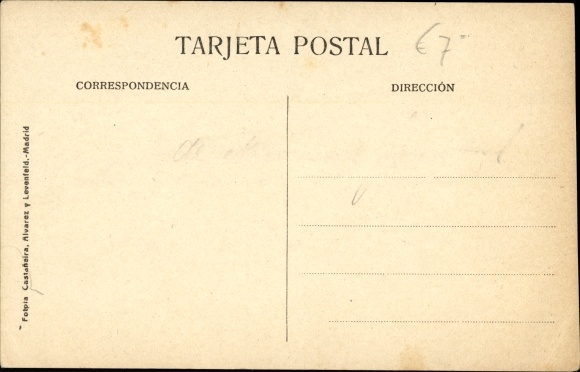 TARJETA POSTAL €7-
CORRESPONDENCIA
DIRECCIÓN
Fotpia Castañeira, Alvarez y Levenfeld.-Madrid